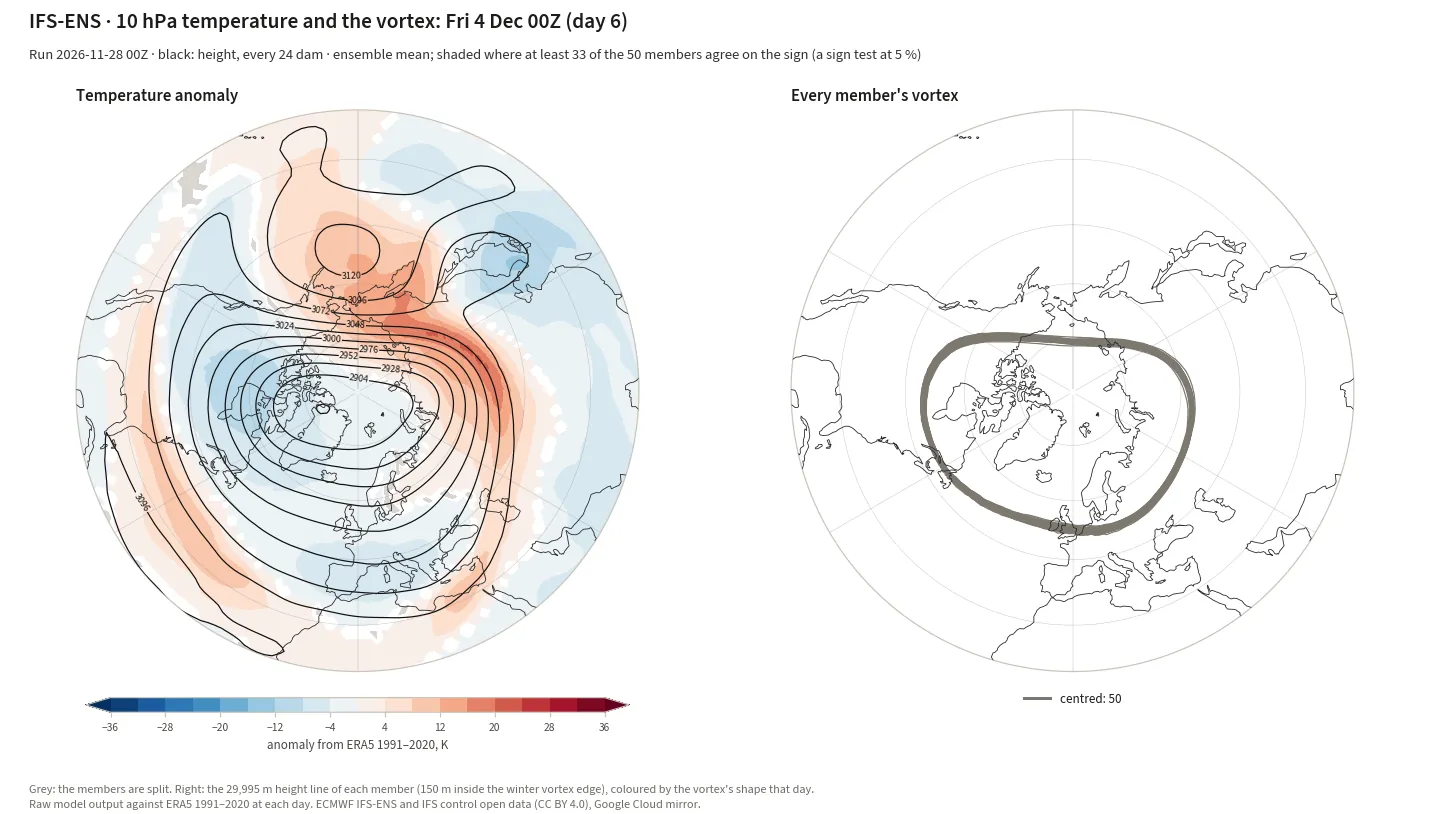 IFS-ENS · 10 hPa temperature and the vortex: Fri 4 Dec 00Z (day 6)
Run 2026-11-28 00Z · black: height, every 24 dam · ensemble mean; shaded where at least 33 of the 50 members agree on the sign (a sign test at 5 %)
Temperature anomaly
Every member's vortex
3120
3096
3072
3048
3024
3000
2976
2952
2928
2904
3096
−36 −28 −20 −12 −4 4 12 20 28 36
anomaly from ERA5 1991–2020, K
centred: 50
Grey: the members are split. Right: the 29,995 m height line of each member (150 m inside the winter vortex edge), coloured by the vortex's shape that day.
Raw model output against ERA5 1991–2020 at each day. ECMWF IFS-ENS and IFS control open data (CC BY 4.0), Google Cloud mirror.